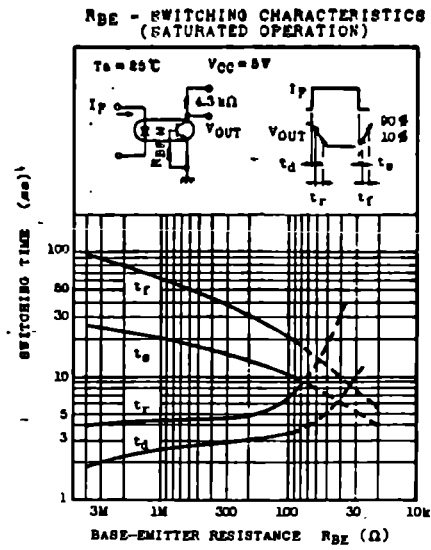 RBE - SWITCHING CHARACTERISTICS
(SATURATED OPERATION)
Ta = 25℃ VCC = 5V
IF
4.3 kΩ
VOUT
RBE
IF
VOUT
90%
10%
td
ts
tr
tf
SWITCHING TIME
100
50
30
10
5
3
1
tf
ts
tr
td
3M 1M 300 100 30 10k
BASE-EMITTER RESISTANCE RBE (Ω)